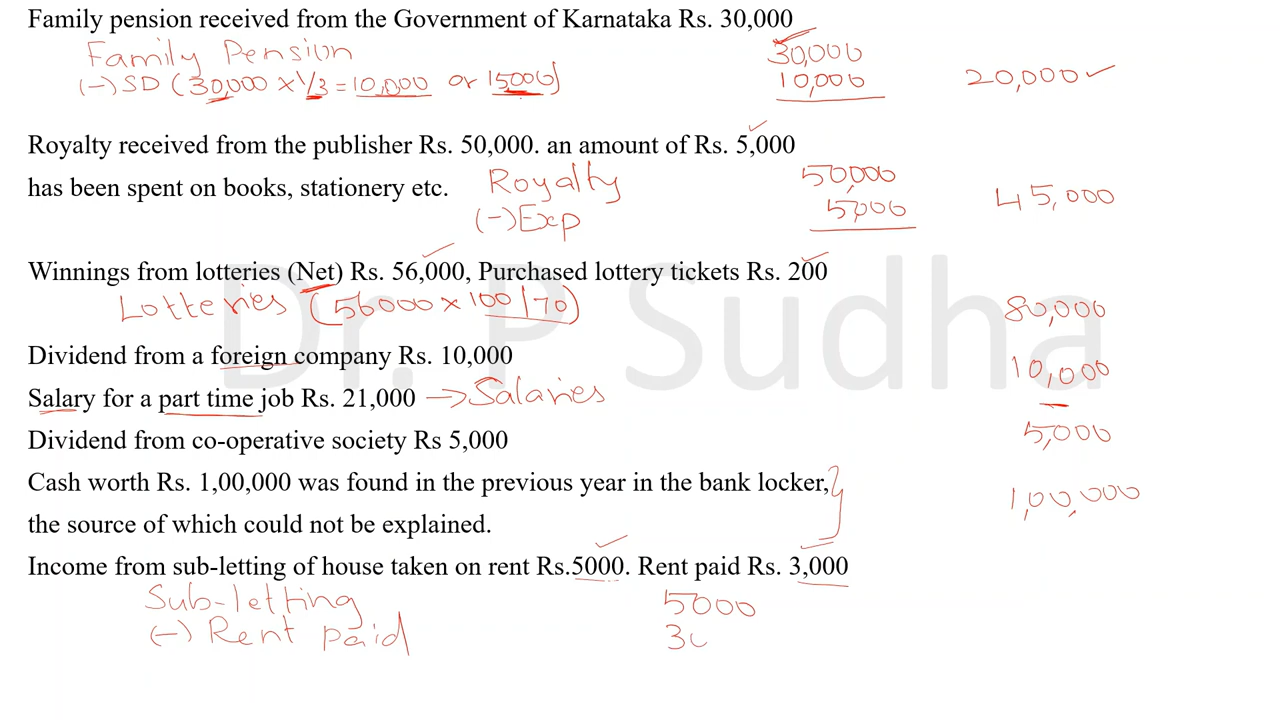 Family pension received from the Government of Karnataka Rs. 30,000
Family Pension 30,000
(-) SD (30,000 x 1/3 = 10,000 or 15000) 10,000 20,000
Royalty received from the publisher Rs. 50,000. an amount of Rs. 5,000
has been spent on books, stationery etc. Royalty 50,000
(-) Exp 5,000 45,000
Winnings from lotteries (Net) Rs. 56,000, Purchased lottery tickets Rs. 200
Lotteries (56000 x 100/70) 80,000
Dr. P Sudha
Dividend from a foreign company Rs. 10,000 10,000
Salary for a part time job Rs. 21,000 → Salaries
Dividend from co-operative society Rs 5,000 5,000
Cash worth Rs. 1,00,000 was found in the previous year in the bank locker,
the source of which could not be explained. 1,00,000
Income from sub-letting of house taken on rent Rs.5000. Rent paid Rs. 3,000
Sub-letting 5000
(-) Rent paid 30